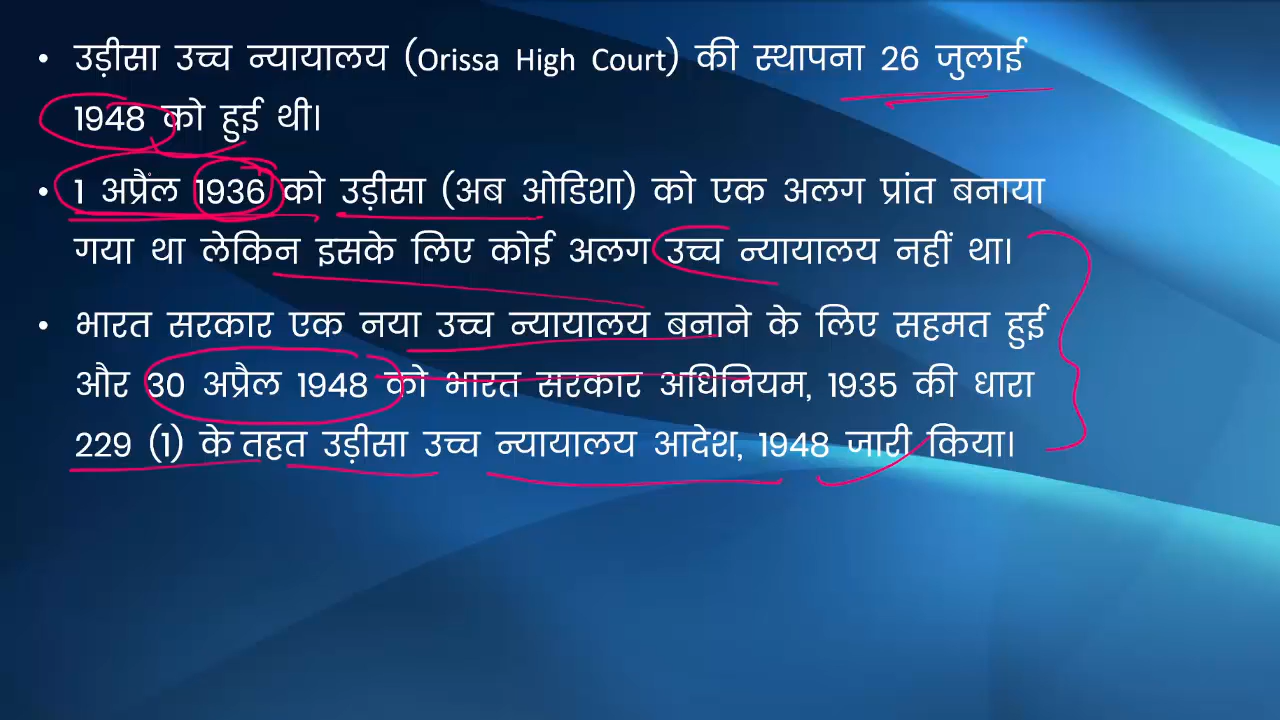 • उड़ीसा उच्च न्यायालय (Orissa High Court) की स्थापना 26 जुलाई
1948 को हुई थी।
• 1 अप्रैल 1936 को उड़ीसा (अब ओडिशा) को एक अलग प्रांत बनाया
गया था लेकिन इसके लिए कोई अलग उच्च न्यायालय नहीं था।
• भारत सरकार एक नया उच्च न्यायालय बनाने के लिए सहमत हुई
और 30 अप्रैल 1948 को भारत सरकार अधिनियम, 1935 की धारा
229 (1) के तहत उड़ीसा उच्च न्यायालय आदेश, 1948 जारी किया।